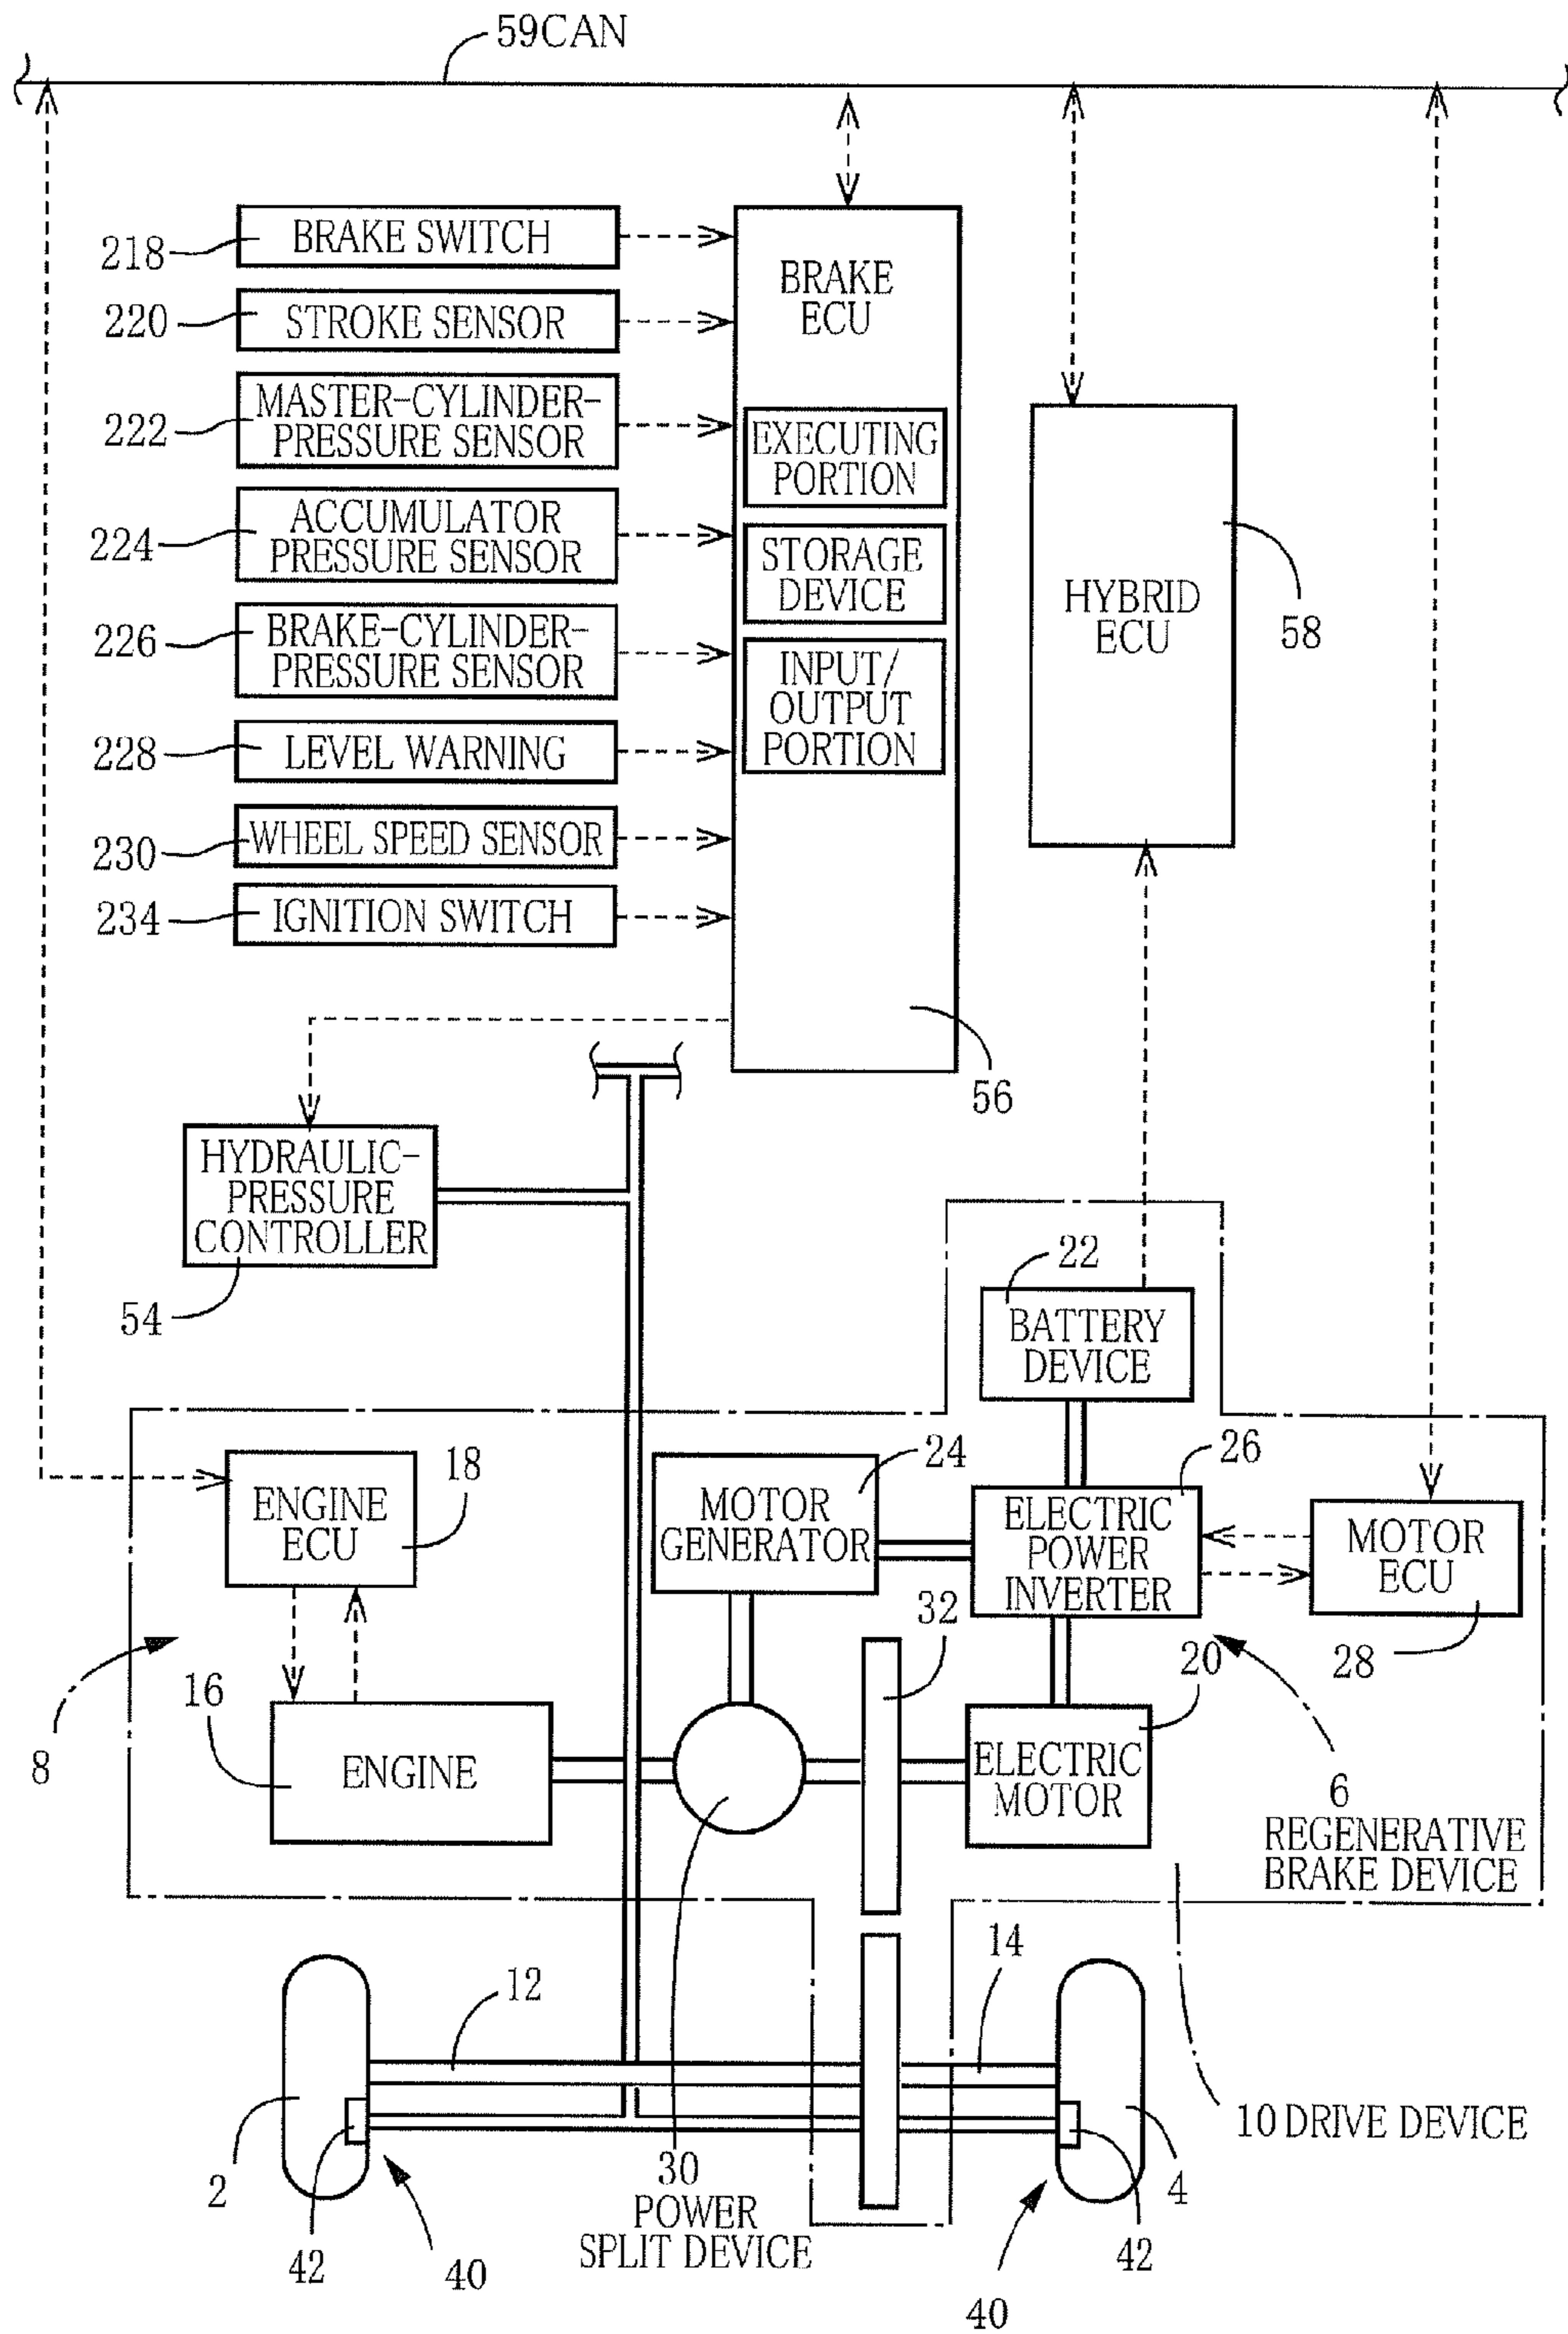 59CAN
218
BRAKE SWITCH
220
STROKE SENSOR
222
MASTER-CYLINDER-
PRESSURE SENSOR
224
ACCUMULATOR
PRESSURE SENSOR
226
BRAKE-CYLINDER-
PRESSURE SENSOR
228
LEVEL WARNING
230
WHEEL SPEED SENSOR
234
IGNITION SWITCH
BRAKE
ECU
EXECUTING
PORTION
STORAGE
DEVICE
INPUT/
OUTPUT
PORTION
56
HYBRID
ECU
58
HYDRAULIC-
PRESSURE
CONTROLLER
54
22
BATTERY
DEVICE
18
ENGINE
ECU
24
MOTOR
GENERATOR
26
ELECTRIC
POWER
INVERTER
MOTOR
ECU
28
8
16
ENGINE
32
20
ELECTRIC
MOTOR
6
REGENERATIVE
BRAKE DEVICE
12
14
10 DRIVE DEVICE
2
42
40
30
POWER
SPLIT DEVICE
4
42
40